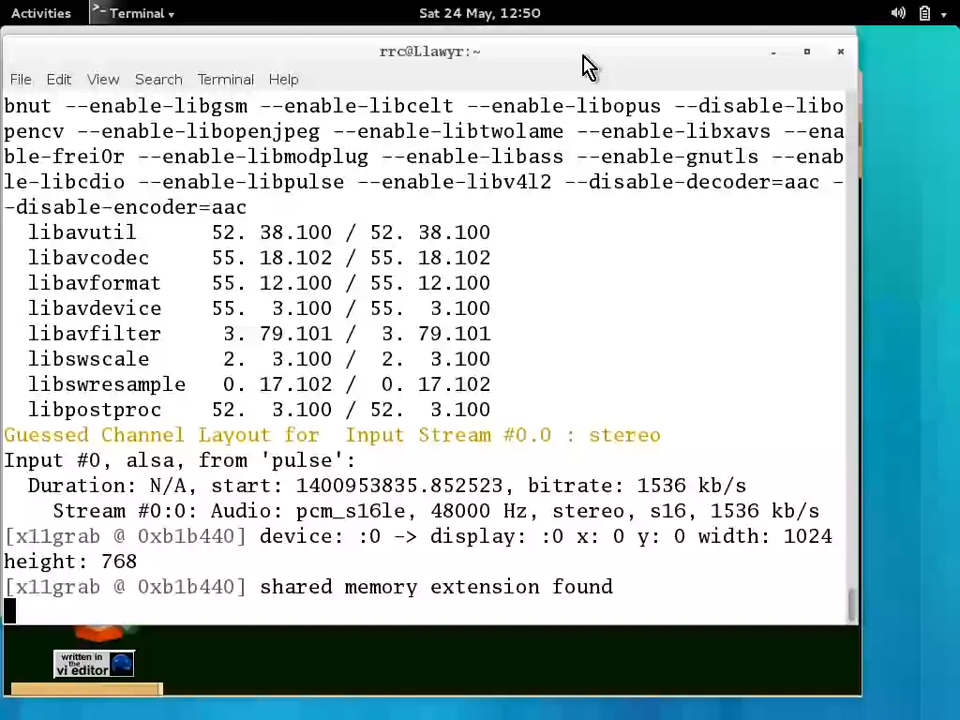 Activities Terminal Sat 24 May, 12:50
rrc@Llawyr:~
File Edit View Search Terminal Help
bnut --enable-libgsm --enable-libcelt --enable-libopus --disable-libo
pencv --enable-libopenjpeg --enable-libtwolame --enable-libxavs --ena
ble-frei0r --enable-libmodplug --enable-libass --enable-gnutls --enab
le-libcdio --enable-libpulse --enable-libv4l2 --disable-decoder=aac -
-disable-encoder=aac
libavutil 52. 38.100 / 52. 38.100
libavcodec 55. 18.102 / 55. 18.102
libavformat 55. 12.100 / 55. 12.100
libavdevice 55. 3.100 / 55. 3.100
libavfilter 3. 79.101 / 3. 79.101
libswscale 2. 3.100 / 2. 3.100
libswresample 0. 17.102 / 0. 17.102
libpostproc 52. 3.100 / 52. 3.100
Guessed Channel Layout for Input Stream #0.0 : stereo
Input #0, alsa, from 'pulse':
Duration: N/A, start: 1400953835.852523, bitrate: 1536 kb/s
Stream #0:0: Audio: pcm_s16le, 48000 Hz, stereo, s16, 1536 kb/s
[x11grab @ 0xb1b440] device: :0 -> display: :0 x: 0 y: 0 width: 1024
height: 768
[x11grab @ 0xb1b440] shared memory extension found
written in
the
vi editor